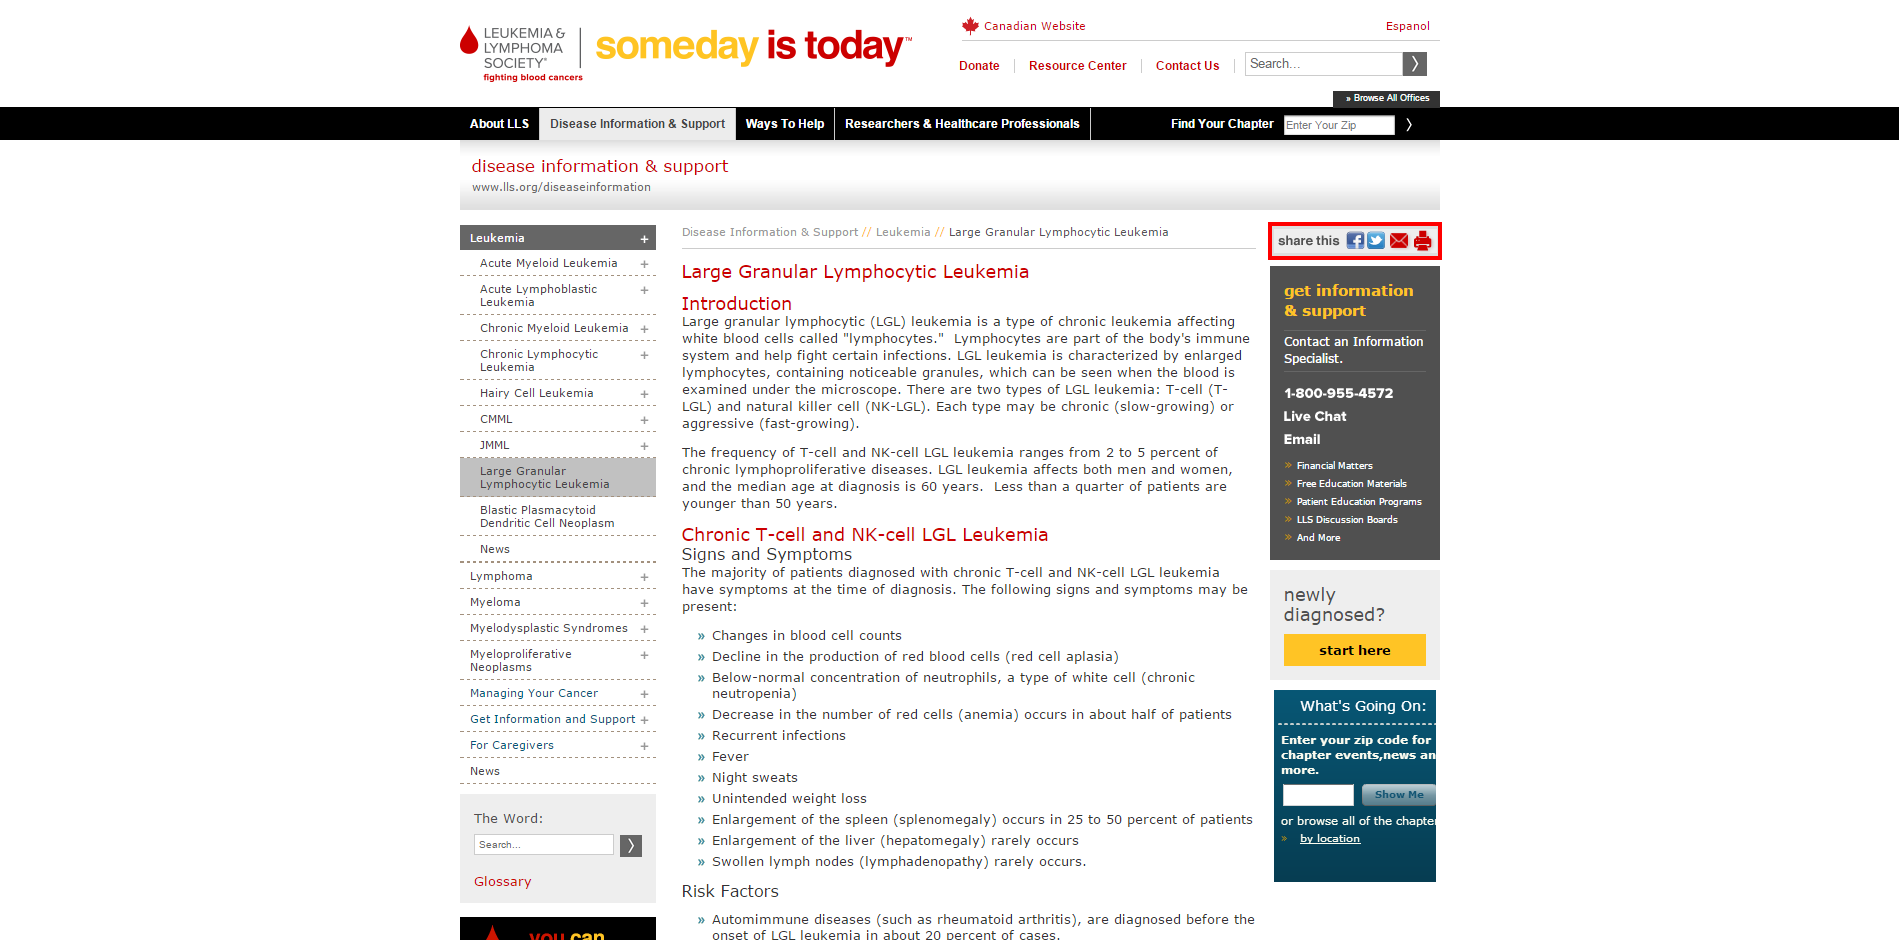 LEUKEMIA &
LYMPHOMA
SOCIETY®
fighting blood cancers
someday is today™
Canadian Website
Espanol
Donate
Resource Center
Contact Us
Search...
» Browse All Offices
About LLS
Disease Information & Support
Ways To Help
Researchers & Healthcare Professionals
Find Your Chapter
Enter Your Zip
disease information & support
www.lls.org/diseaseinformation
Leukemia +
Acute Myeloid Leukemia +
Acute Lymphoblastic +
Leukemia
Chronic Myeloid Leukemia +
Chronic Lymphocytic +
Leukemia
Hairy Cell Leukemia +
CMML +
JMML +
Large Granular
Lymphocytic Leukemia
Blastic Plasmacytoid
Dendritic Cell Neoplasm
News
Lymphoma +
Myeloma +
Myelodysplastic Syndromes +
Myeloproliferative +
Neoplasms
Managing Your Cancer +
Get Information and Support +
For Caregivers +
News
The Word:
Search...
Glossary
you can
Disease Information & Support // Leukemia // Large Granular Lymphocytic Leukemia
Large Granular Lymphocytic Leukemia
Introduction
Large granular lymphocytic (LGL) leukemia is a type of chronic leukemia affecting
white blood cells called "lymphocytes." Lymphocytes are part of the body's immune
system and help fight certain infections. LGL leukemia is characterized by enlarged
lymphocytes, containing noticeable granules, which can be seen when the blood is
examined under the microscope. There are two types of LGL leukemia: T-cell (T-
LGL) and natural killer cell (NK-LGL). Each type may be chronic (slow-growing) or
aggressive (fast-growing).
The frequency of T-cell and NK-cell LGL leukemia ranges from 2 to 5 percent of
chronic lymphoproliferative diseases. LGL leukemia affects both men and women,
and the median age at diagnosis is 60 years. Less than a quarter of patients are
younger than 50 years.
Chronic T-cell and NK-cell LGL Leukemia
Signs and Symptoms
The majority of patients diagnosed with chronic T-cell and NK-cell LGL leukemia
have symptoms at the time of diagnosis. The following signs and symptoms may be
present:
» Changes in blood cell counts
» Decline in the production of red blood cells (red cell aplasia)
» Below-normal concentration of neutrophils, a type of white cell (chronic
neutropenia)
» Decrease in the number of red cells (anemia) occurs in about half of patients
» Recurrent infections
» Fever
» Night sweats
» Unintended weight loss
» Enlargement of the spleen (splenomegaly) occurs in 25 to 50 percent of patients
» Enlargement of the liver (hepatomegaly) rarely occurs
» Swollen lymph nodes (lymphadenopathy) rarely occurs.
Risk Factors
» Automimmune diseases (such as rheumatoid arthritis), are diagnosed before the
onset of LGL leukemia in about 20 percent of cases.
share this
get information
& support
Contact an Information
Specialist.
1-800-955-4572
Live Chat
Email
» Financial Matters
» Free Education Materials
» Patient Education Programs
» LLS Discussion Boards
» And More
newly
diagnosed?
start here
What's Going On:
Enter your zip code for
chapter events,news an
more.
Show Me
or browse all of the chapter
» by location